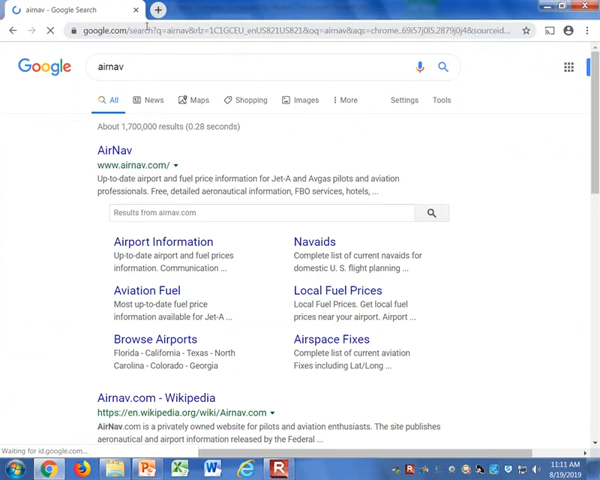 airnav - Google Search
google.com/search?q=airnav&rlz=1C1GCEU_enUS821US821&oq=airnav&aqs=chrome..69i57j0l5.2879j0j4&sourceid...
Google
airnav
All News Maps Shopping Images More Settings Tools
About 1,700,000 results (0.28 seconds)
AirNav
www.airnav.com/
Up-to-date airport and fuel price information for Jet-A and Avgas pilots and aviation
professionals. Free, detailed aeronautical information, FBO services, hotels, ...
Results from airnav.com
Airport Information
Up-to-date airport and fuel prices
information. Communication ...
Navaids
Complete list of current navaids for
domestic U. S. flight planning ...
Aviation Fuel
Most up-to-date fuel price
information available for Jet-A ...
Local Fuel Prices
Local Fuel Prices. Get local fuel
prices near your airport. Airport ...
Browse Airports
Florida - California - Texas - North
Carolina - Colorado - Georgia
Airspace Fixes
Complete list of current aviation
Fixes including Lat/Long ...
AirNav.com - Wikipedia
https://en.wikipedia.org/wiki/Airnav.com
AirNav.com is a privately owned website for pilots and aviation enthusiasts. The site publishes
aeronautical and airport information released by the Federal ...
Waiting for id.google.com...
11:11 AM
8/19/2019